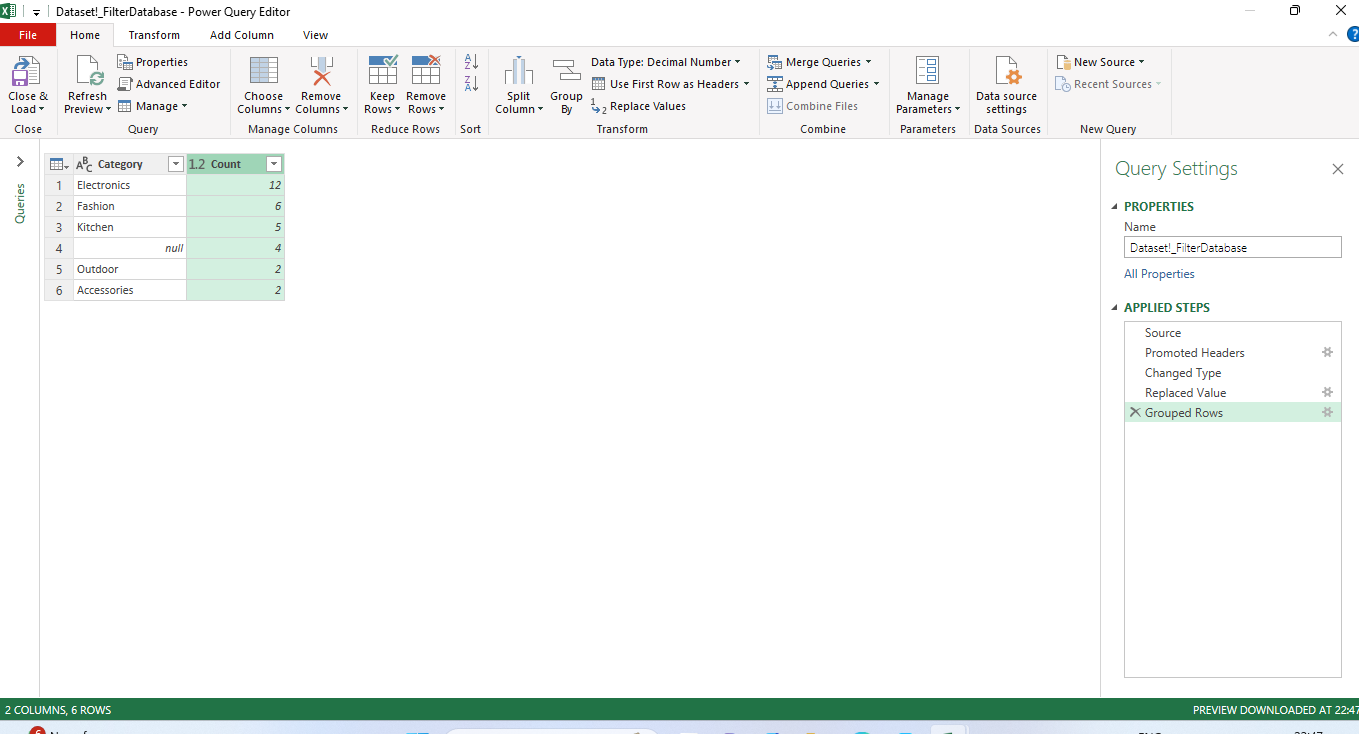 Dataset!_FilterDatabase - Power Query Editor
File Home Transform Add Column View
Close & Load
Refresh Preview
Properties
Advanced Editor
Manage
Choose Columns
Remove Columns
Keep Rows
Remove Rows
Split Column
Group By
Data Type: Decimal Number
Use First Row as Headers
Replace Values
Merge Queries
Append Queries
Combine Files
Manage Parameters
Data source settings
New Source
Recent Sources
Close Query Manage Columns Reduce Rows Sort Transform Combine Parameters Data Sources New Query
Queries
ABC Category 1.2 Count
1 Electronics 12
2 Fashion 6
3 Kitchen 5
4 null 4
5 Outdoor 2
6 Accessories 2
Query Settings
PROPERTIES
Name
Dataset!_FilterDatabase
All Properties
APPLIED STEPS
Source
Promoted Headers
Changed Type
Replaced Value
Grouped Rows
2 COLUMNS, 6 ROWS PREVIEW DOWNLOADED AT 22:47